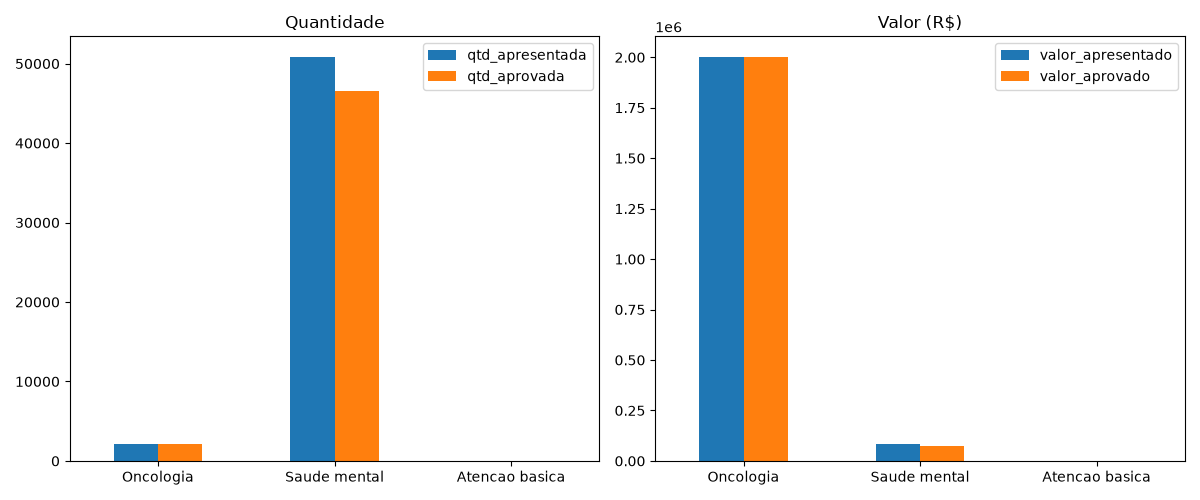 Quantidade
qtd_apresentada
qtd_aprovada
50000
40000
30000
20000
10000
0
Oncologia
Saude mental
Atencao basica
Valor (R$)
1e6
valor_apresentado
valor_aprovado
2.00
1.75
1.50
1.25
1.00
0.75
0.50
0.25
0.00
Oncologia
Saude mental
Atencao basica